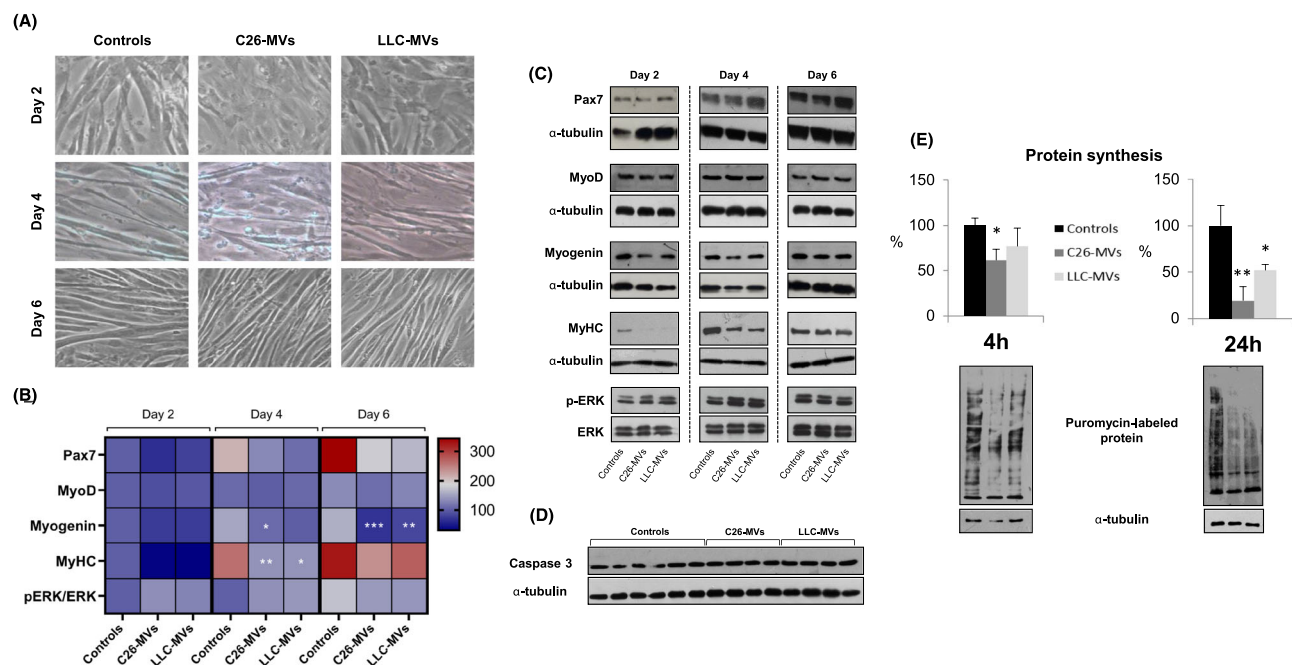 (A)
Controls
C26-MVs
LLC-MVs
Day 2
Day 4
Day 6
(B)
Day 2
Day 4
Day 6
Pax7
MyoD
Myogenin
* *** **
MyHC
** *
pERK/ERK
300
200
100
Controls
C26-MVs
LLC-MVs
Controls
C26-MVs
LLC-MVs
Controls
C26-MVs
LLC-MVs
(C)
Day 2
Day 4
Day 6
Pax7
α-tubulin
MyoD
α-tubulin
Myogenin
α-tubulin
MyHC
α-tubulin
p-ERK
ERK
Controls
C26-MVs
LLC-MVs
Controls
C26-MVs
LLC-MVs
Controls
C26-MVs
LLC-MVs
(D)
Controls
C26-MVs
LLC-MVs
Caspase 3
α-tubulin
(E)
Protein synthesis
150
100
%
50
0
*
4h
Controls
C26-MVs
LLC-MVs
150
100
%
50
0
**
*
24h
Puromycin-labeled
protein
α-tubulin